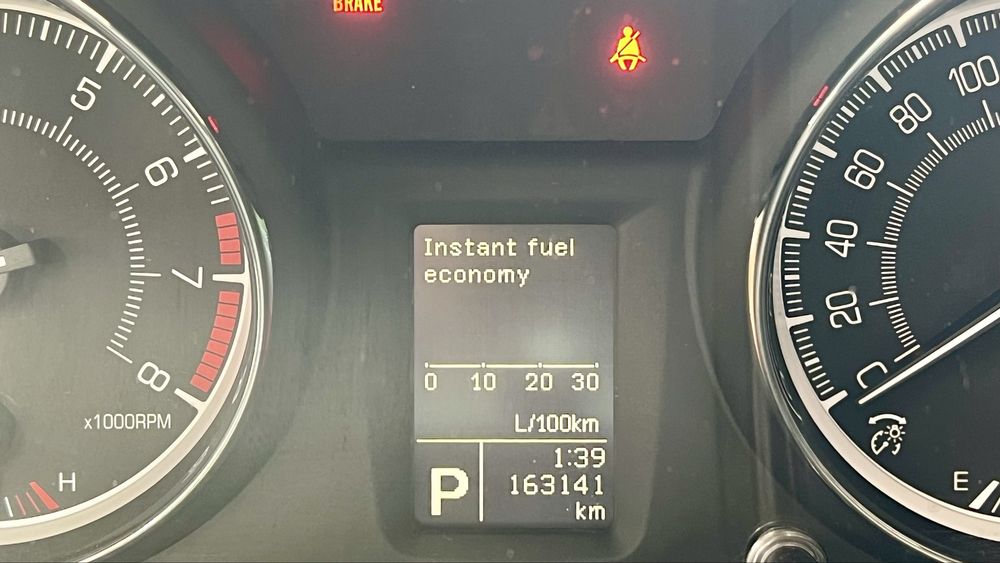 BRAKE
5
6
7
8
x1000RPM
H
Instant fuel
economy
0 10 20 30
L/100km
P
1:39
163141
km
100
80
60
40
20
0
E